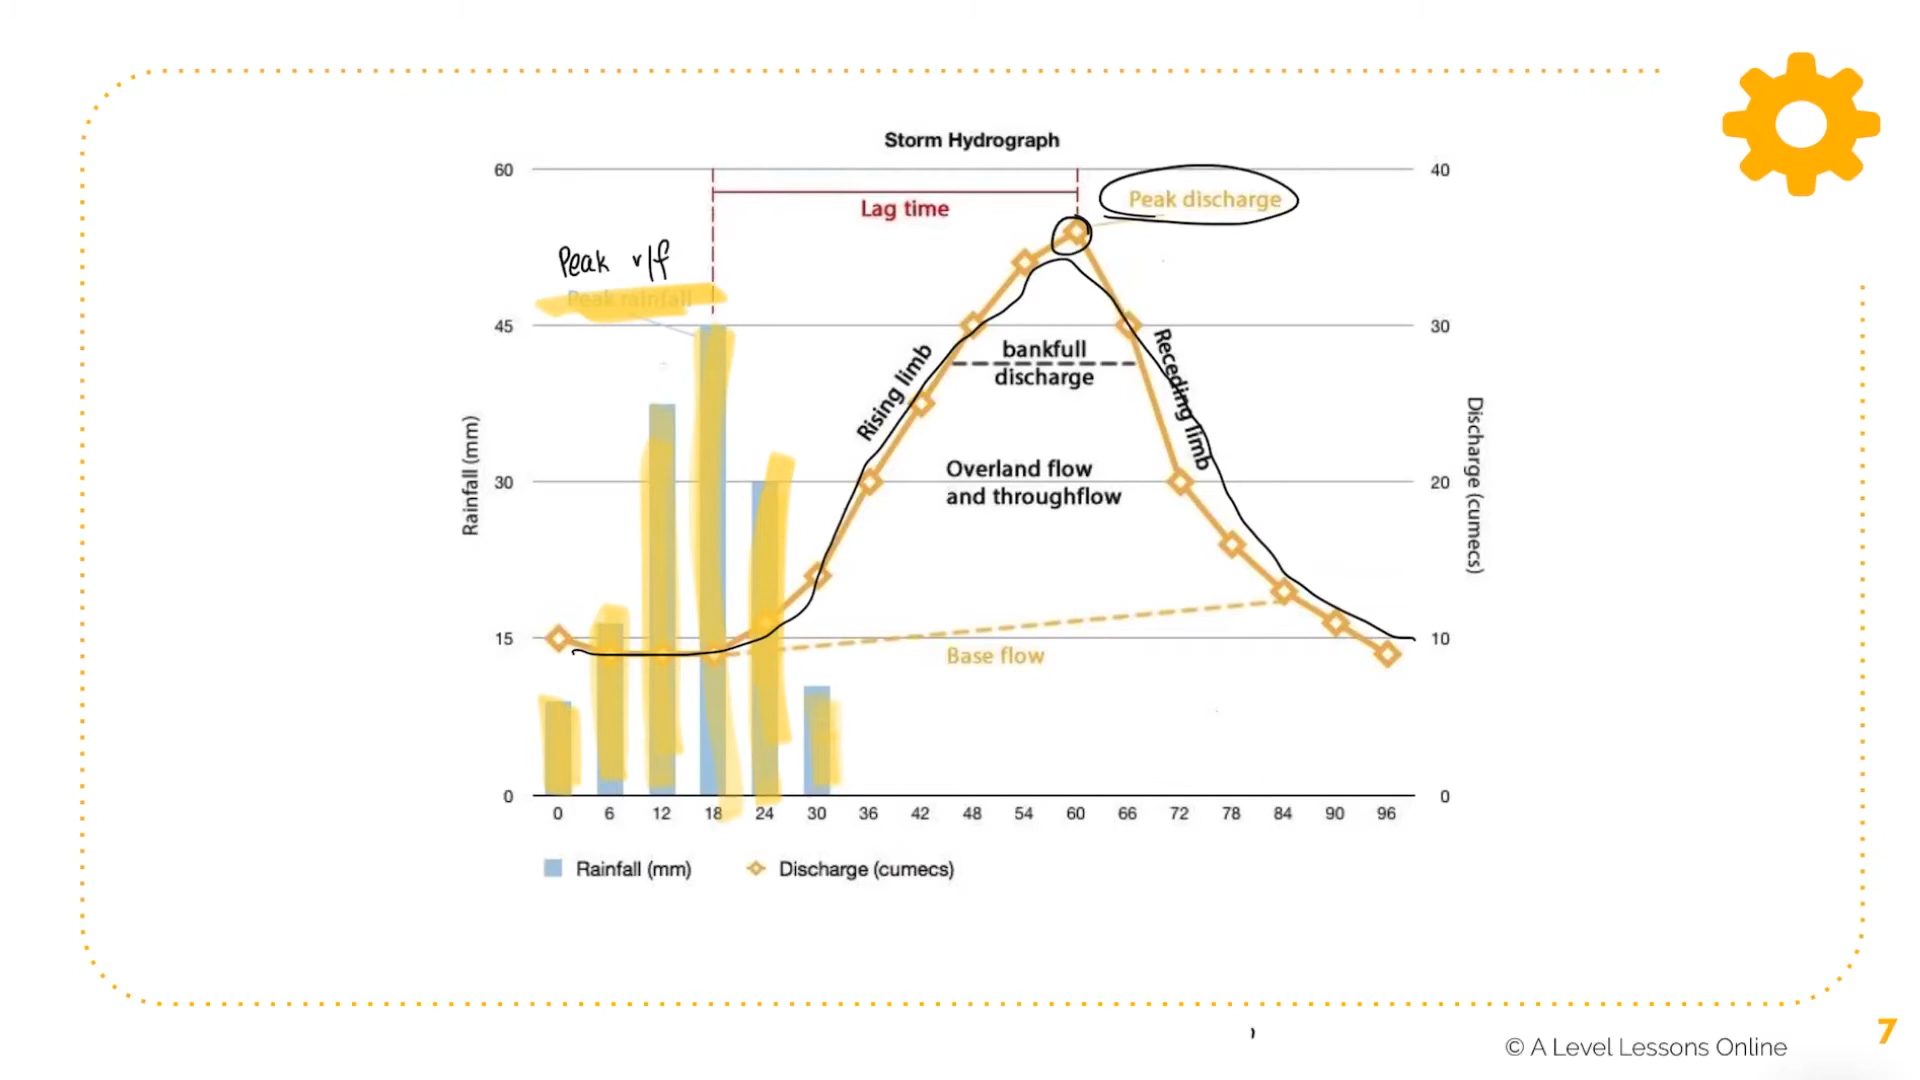 Storm Hydrograph
60
40
Lag time
Peak discharge
Peak r/f
Peak rainfall
45
30
bankfull
discharge
Rising limb
Receding limb
Rainfall (mm)
Discharge (cumecs)
30
20
Overland flow
and throughflow
15
10
Base flow
0
0
0 6 12 18 24 30 36 42 48 54 60 66 72 78 84 90 96
Rainfall (mm) Discharge (cumecs)
7
© A Level Lessons Online